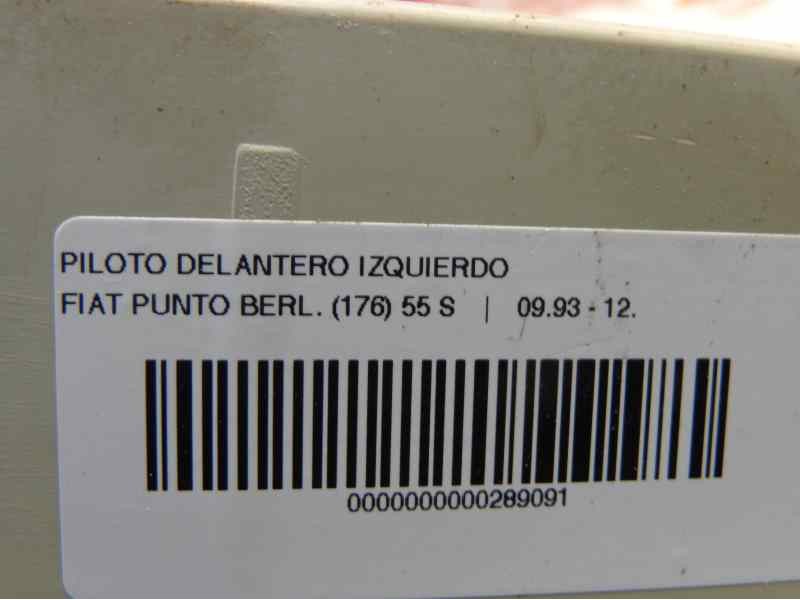 PILOTO DELANTERO IZQUIERDO
FIAT PUNTO BERL. (176) 55 S | 09.93 - 12.
0000000000289091